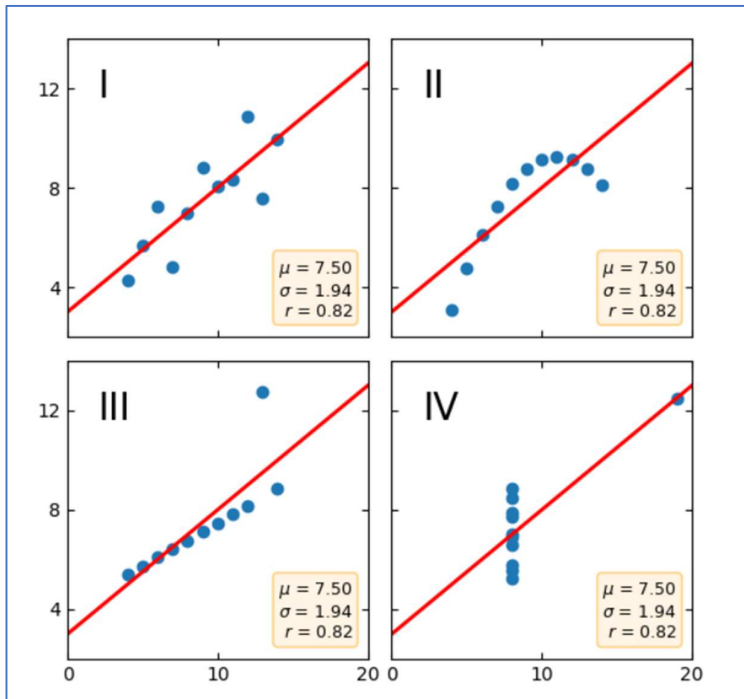 I
12
8
4
μ = 7.50
σ = 1.94
r = 0.82
II
μ = 7.50
σ = 1.94
r = 0.82
III
12
8
4
μ = 7.50
σ = 1.94
r = 0.82
0 10 20
IV
μ = 7.50
σ = 1.94
r = 0.82
0 10 20